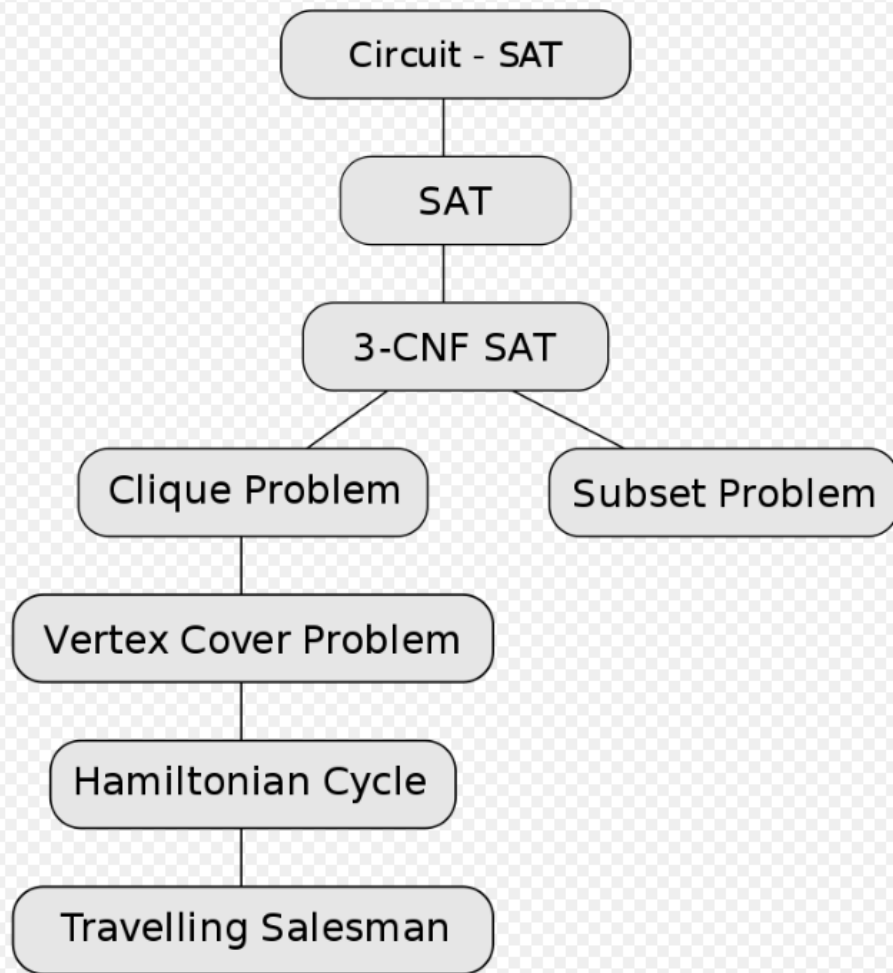 Circuit - SAT
SAT
3-CNF SAT
Clique Problem
Subset Problem
Vertex Cover Problem
Hamiltonian Cycle
Travelling Salesman